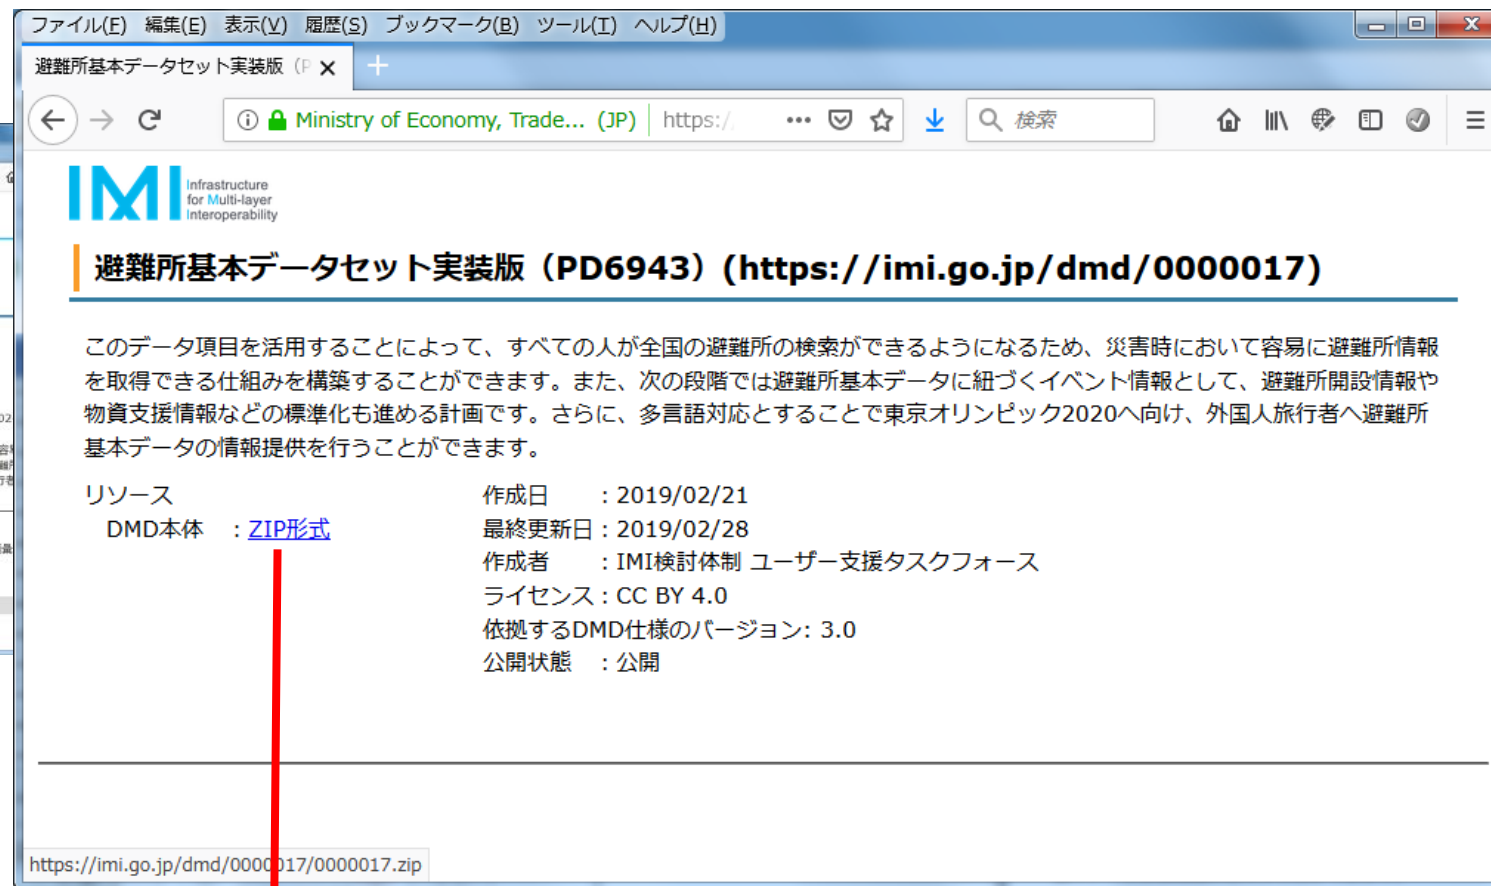 ファイル(F) 編集(E) 表示(V) 履歴(S) ブックマーク(B) ツール(T) ヘルプ(H)
避難所基本データセット実装版（P
Ministry of Economy, Trade... (JP) https:/ 検索
IMI Infrastructure
for Multi-layer
Interoperability
避難所基本データセット実装版（PD6943）(https://imi.go.jp/dmd/0000017)
このデータ項目を活用することによって、すべての人が全国の避難所の検索ができるようになるため、災害時において容易に避難所情報
を取得できる仕組みを構築することができます。また、次の段階では避難所基本データに紐づくイベント情報として、避難所開設情報や
物資支援情報などの標準化も進める計画です。さらに、多言語対応とすることで東京オリンピック2020へ向け、外国人旅行者へ避難所
基本データの情報提供を行うことができます。
リソース
DMD本体 : ZIP形式
作成日 : 2019/02/21
最終更新日 : 2019/02/28
作成者 : IMI検討体制 ユーザー支援タスクフォース
ライセンス : CC BY 4.0
依拠するDMD仕様のバージョン: 3.0
公開状態 : 公開
https://imi.go.jp/dmd/0000017/0000017.zip